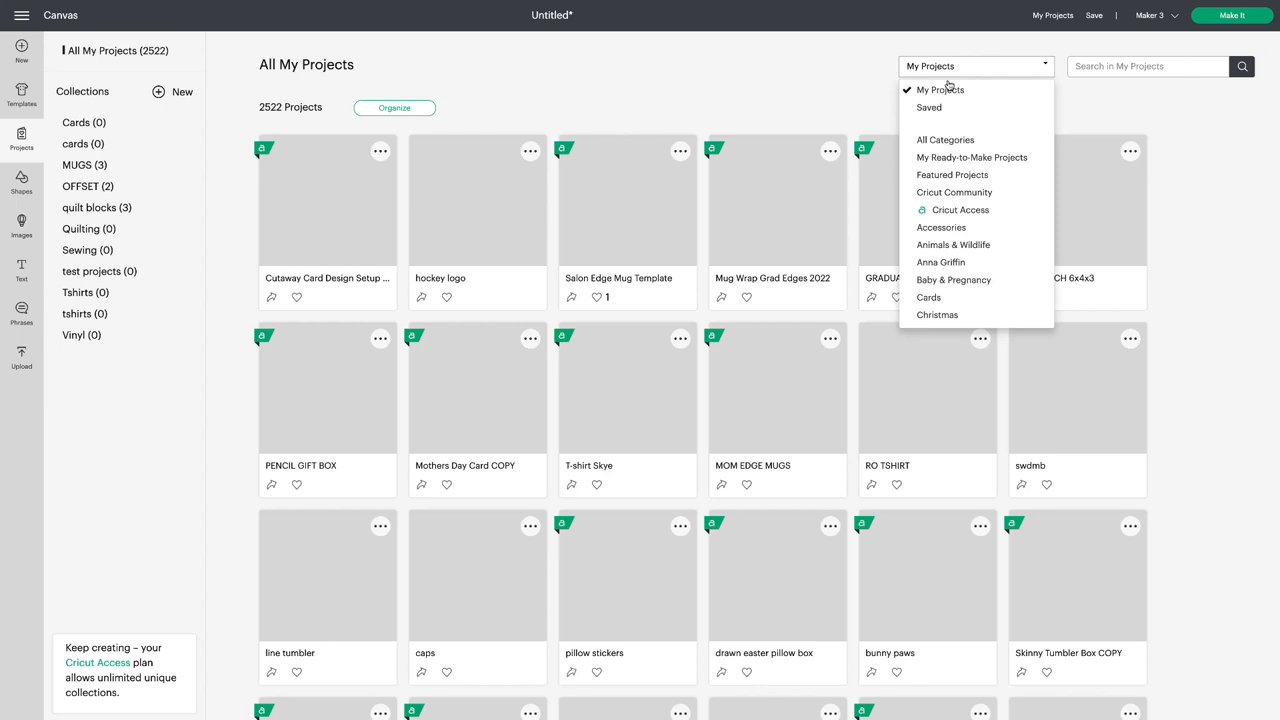 Canvas
Untitled*
My Projects
Save
Maker 3
Make It
New
Templates
Projects
Shapes
Images
Text
Phrases
Upload
All My Projects (2522)
Collections
New
Cards (0)
cards (0)
MUGS (3)
OFFSET (2)
quilt blocks (3)
Quilting (0)
Sewing (0)
test projects (0)
Tshirts (0)
tshirts (0)
Vinyl (0)
Keep creating – your
Cricut Access plan
allows unlimited unique
collections.
All My Projects
My Projects
Search in My Projects
2522 Projects
Organize
My Projects
Saved
All Categories
My Ready-to-Make Projects
Featured Projects
Cricut Community
Cricut Access
Accessories
Animals & Wildlife
Anna Griffin
Baby & Pregnancy
Cards
Christmas
Cutaway Card Design Setup ...
hockey logo
Salon Edge Mug Template
1
Mug Wrap Grad Edges 2022
6x4x3
PENCIL GIFT BOX
Mothers Day Card COPY
T-shirt Skye
MOM EDGE MUGS
RO TSHIRT
swdmb
line tumbler
caps
pillow stickers
drawn easter pillow box
bunny paws
Skinny Tumbler Box COPY